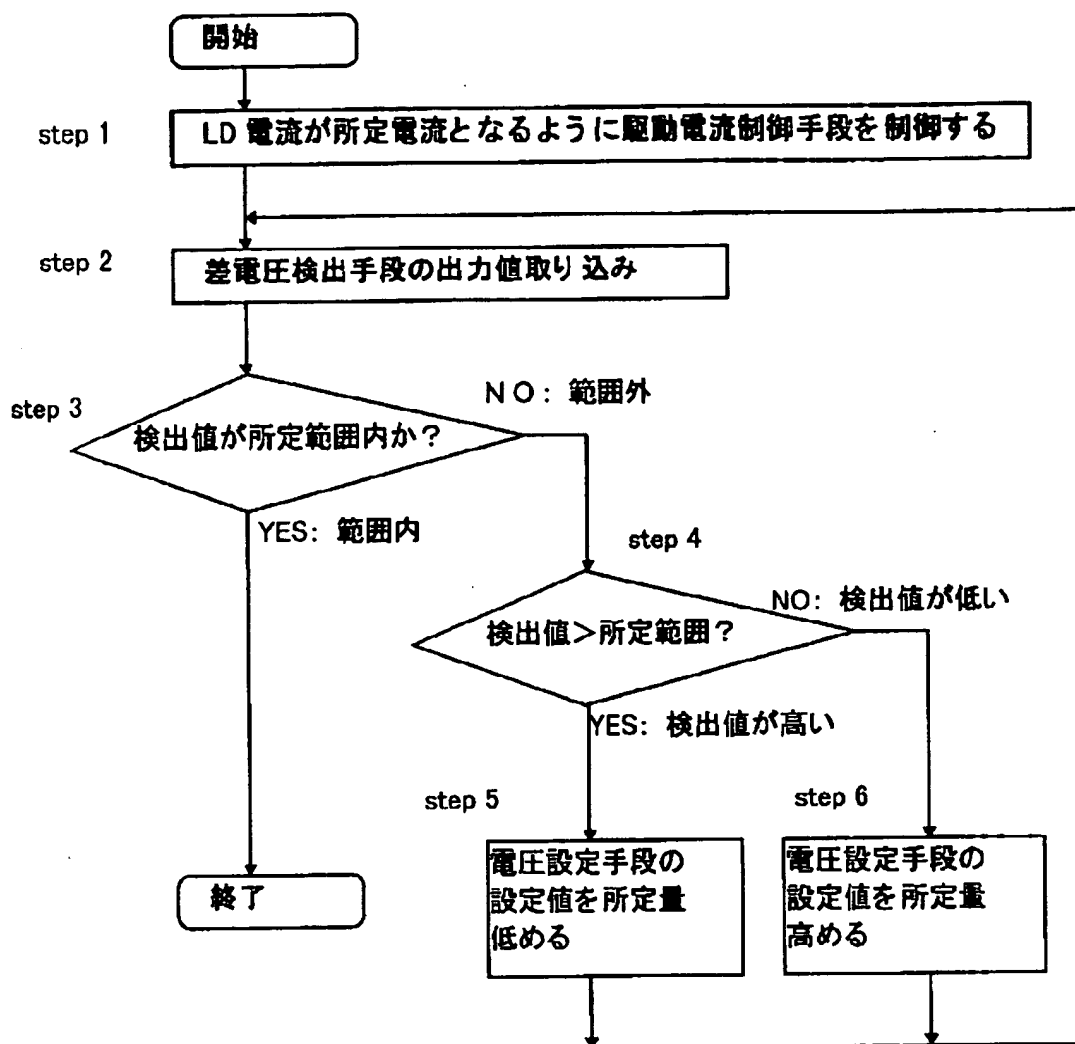 開始
step 1
LD 電流が所定電流となるように駆動電流制御手段を制御する
step 2
差電圧検出手段の出力値取り込み
step 3
検出値が所定範囲内か？
NO: 範囲外
YES: 範囲内
step 4
検出値＞所定範囲？
NO: 検出値が低い
YES: 検出値が高い
step 5
電圧設定手段の
設定値を所定量
低める
step 6
電圧設定手段の
設定値を所定量
高める
終了